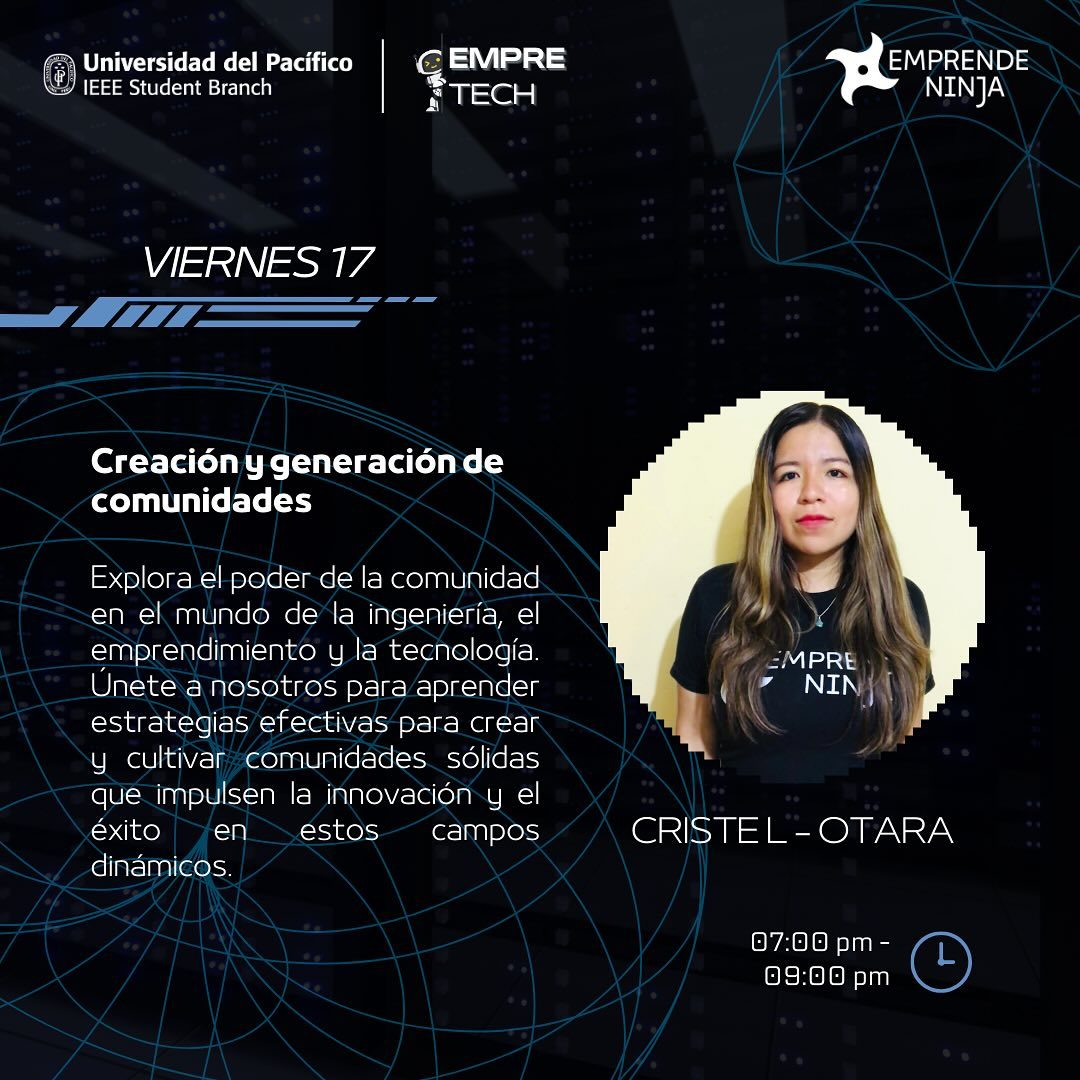 Universidad del Pacífico
IEEE Student Branch
EMPRE
TECH
EMPRENDE
NINJA
VIERNES 17
Creación y generación de
comunidades
Explora el poder de la comunidad
en el mundo de la ingeniería, el
emprendimiento y la tecnología.
Únete a nosotros para aprender
estrategias efectivas para crear
y cultivar comunidades sólidas
que impulsen la innovación y el
éxito en estos campos
dinámicos.
EMPRE
NIN
CRISTEL - OTARA
07:00 pm -
09:00 pm